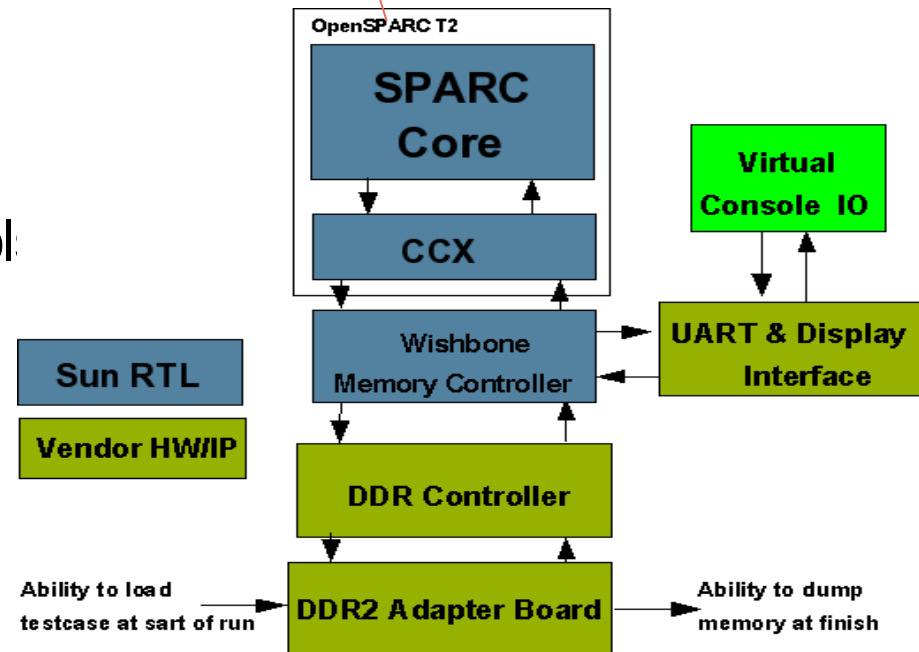 OpenSPARC T2
SPARC
Core
CCX
Virtual
Console IO
Wishbone
Memory Controller
UART & Display
Interface
Sun RTL
Vendor HW/IP
DDR Controller
DDR2 Adapter Board
Ability to load
testcase at sart of run
Ability to dump
memory at finish